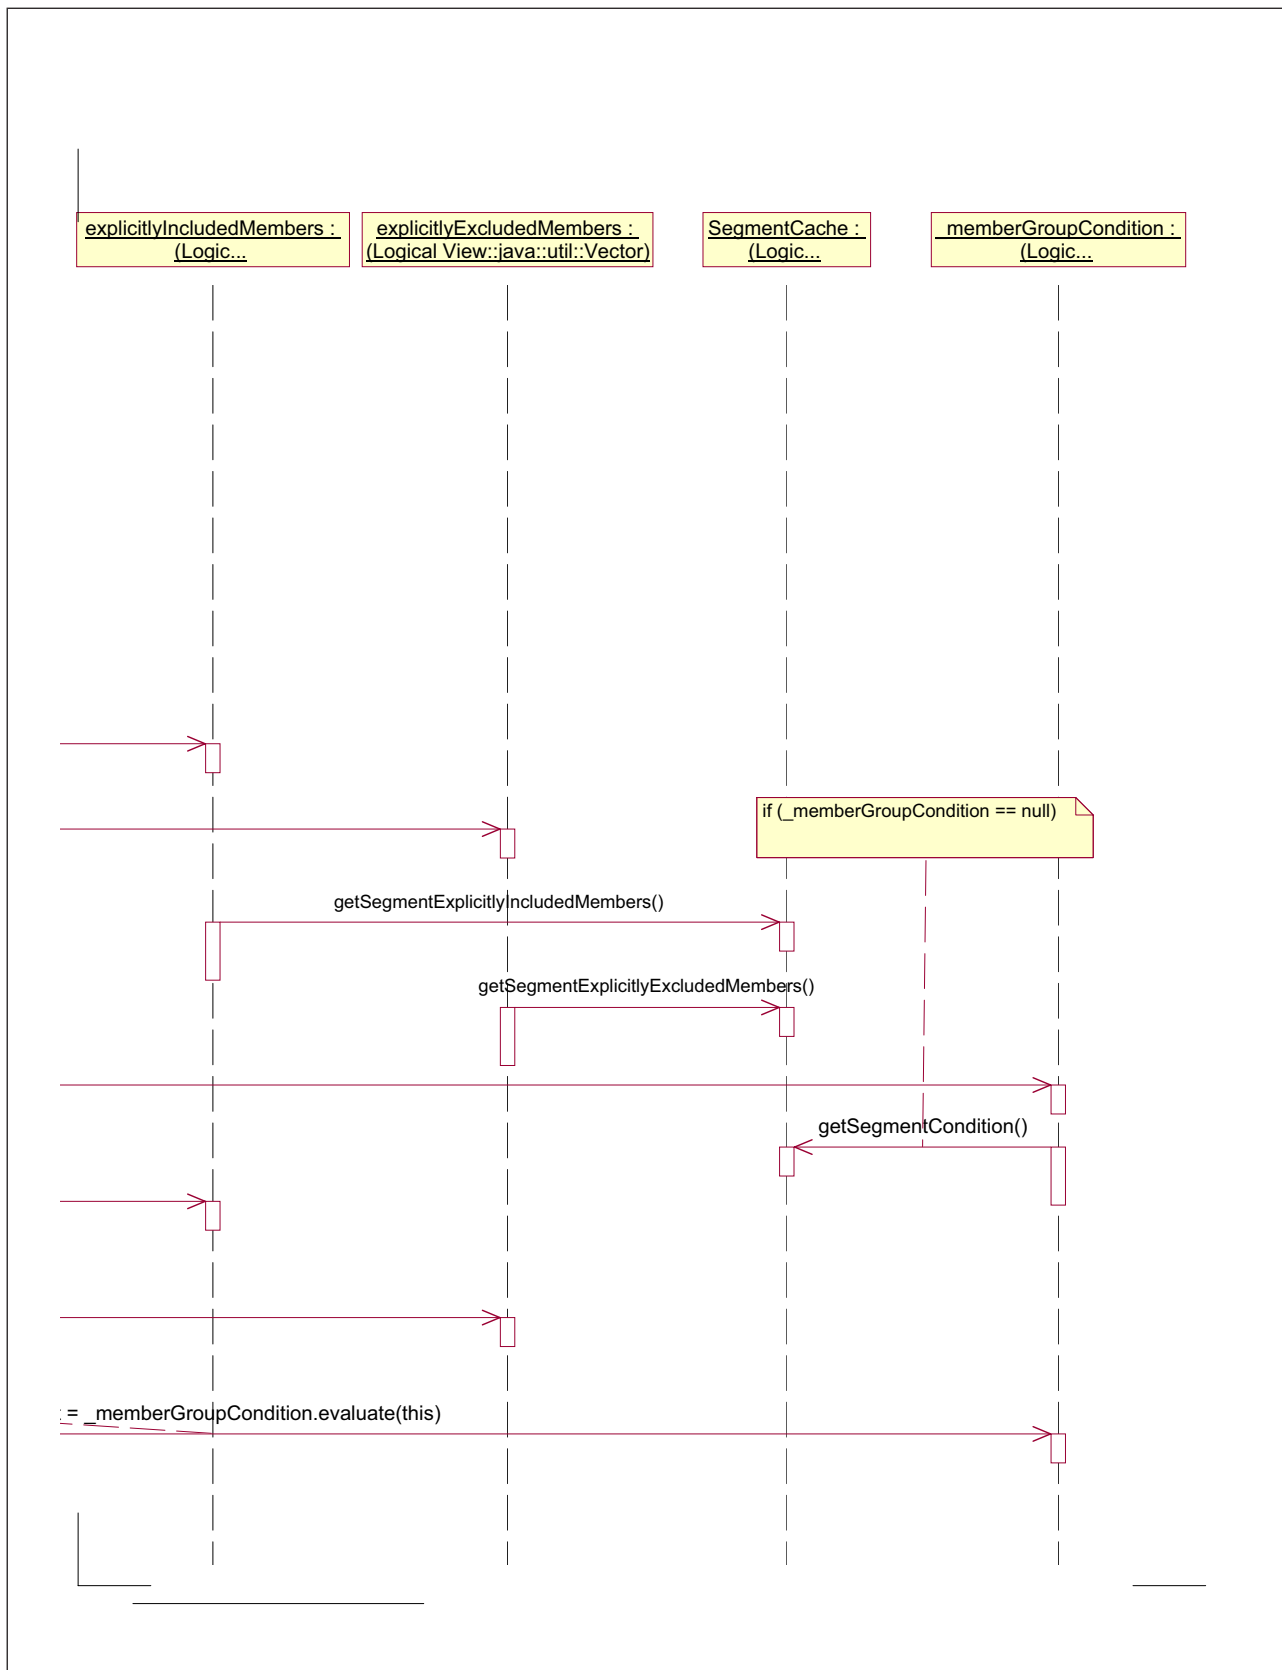 explicitlyIncludedMembers :
(Logic...
explicitlyExcludedMembers :
(Logical View::java::util::Vector)
SegmentCache :
(Logic...
_memberGroupCondition :
(Logic...
if (_memberGroupCondition == null)
getSegmentExplicitlyIncludedMembers()
getSegmentExplicitlyExcludedMembers()
getSegmentCondition()
= _memberGroupCondition.evaluate(this)